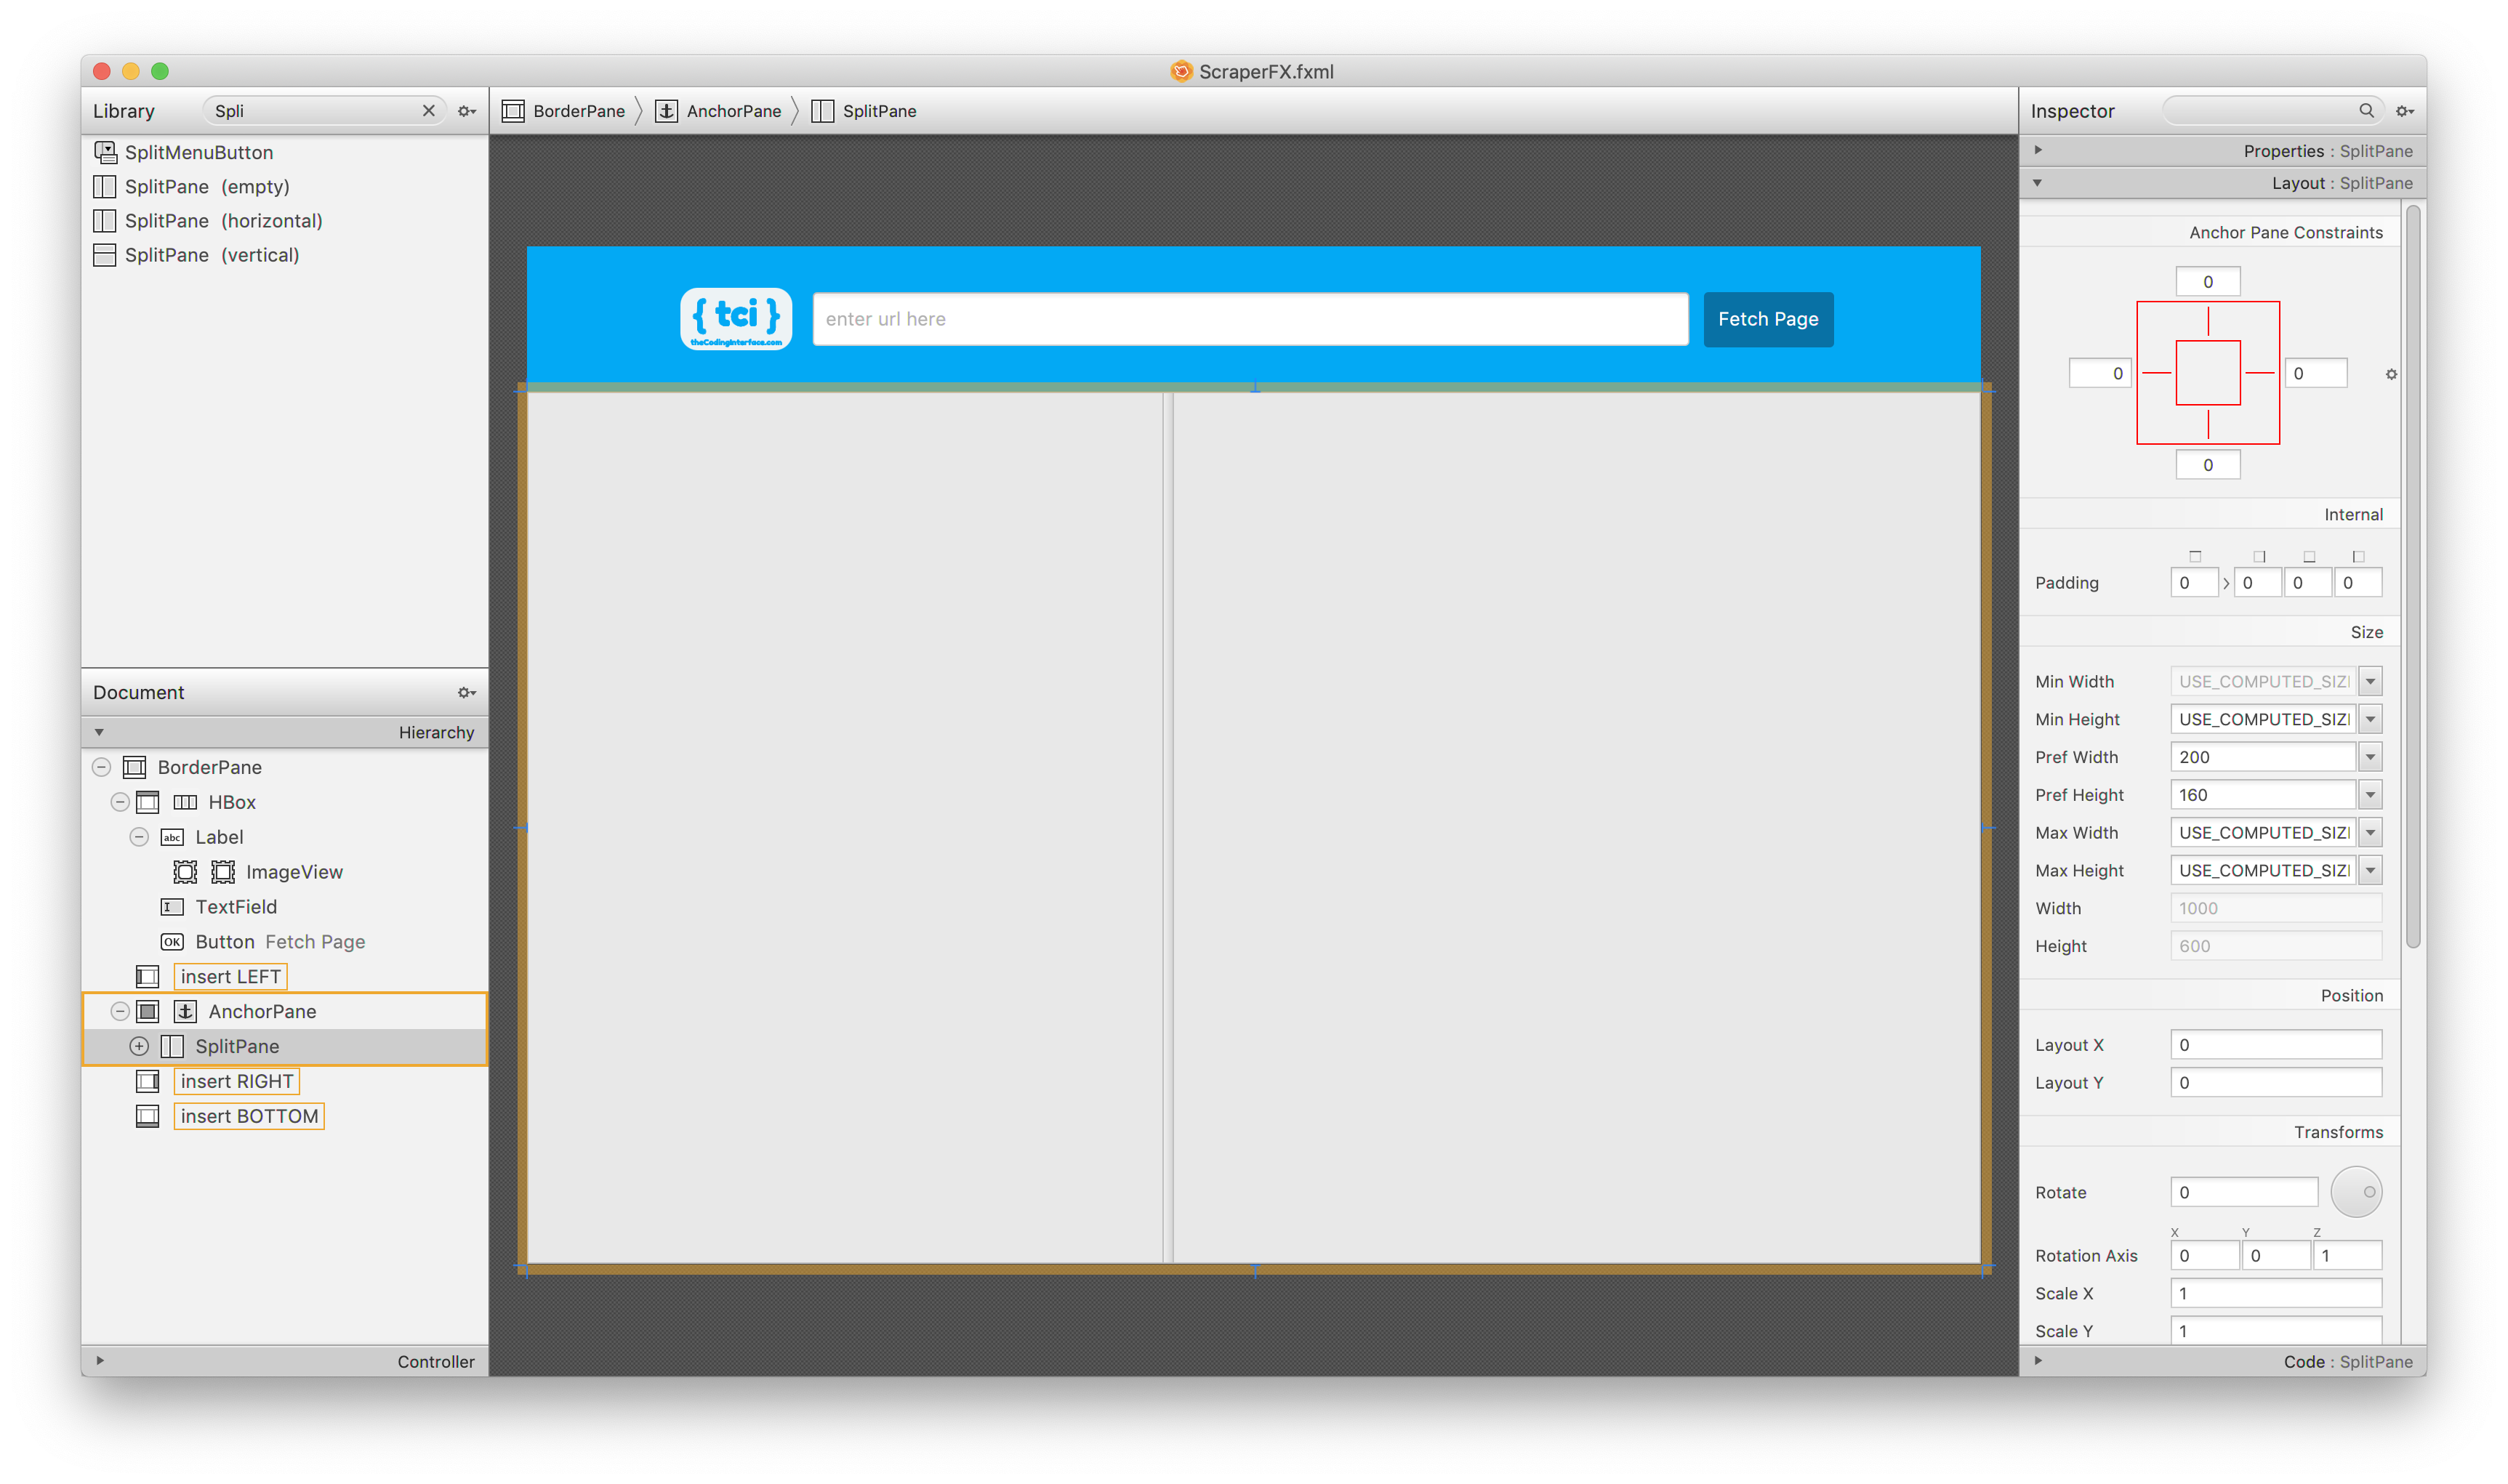 ScraperFX.fxml
Library
Spli
BorderPane
AnchorPane
SplitPane
Inspector
SplitMenuButton
SplitPane (empty)
SplitPane (horizontal)
SplitPane (vertical)
Document
Hierarchy
BorderPane
HBox
abc Label
ImageView
I TextField
OK Button Fetch Page
insert LEFT
AnchorPane
SplitPane
insert RIGHT
insert BOTTOM
Controller
{ tci }
theCodingInterface.com
enter url here
Fetch Page
Properties : SplitPane
Layout : SplitPane
Anchor Pane Constraints
0
0
0
0
Internal
Padding 0 0 0 0
Size
Min Width USE_COMPUTED_SIZI
Min Height USE_COMPUTED_SIZI
Pref Width 200
Pref Height 160
Max Width USE_COMPUTED_SIZI
Max Height USE_COMPUTED_SIZI
Width 1000
Height 600
Position
Layout X 0
Layout Y 0
Transforms
Rotate 0
X Y Z
Rotation Axis 0 0 1
Scale X 1
Scale Y 1
Code : SplitPane